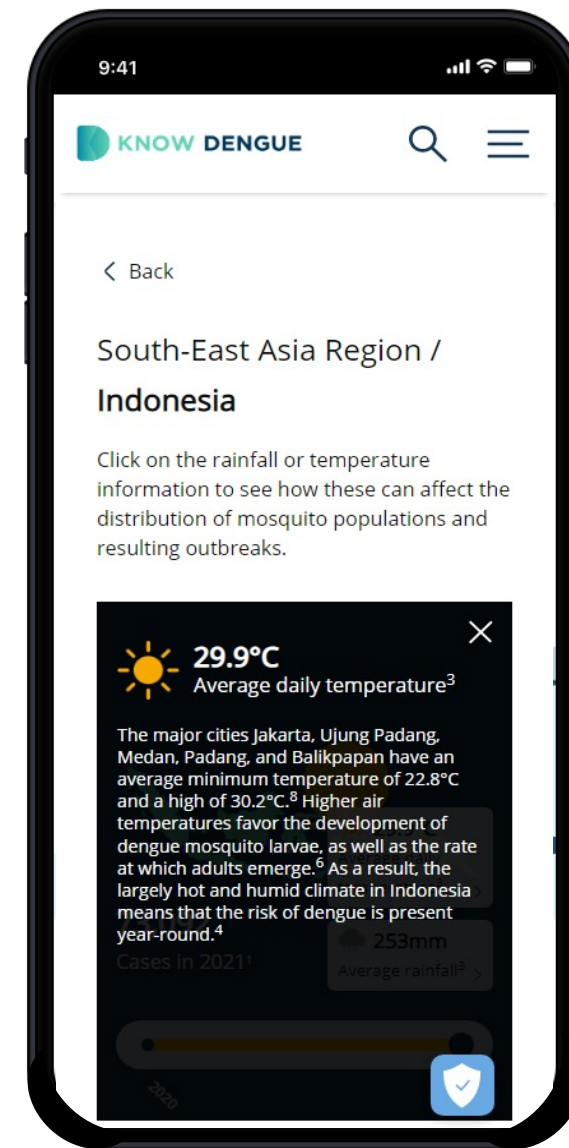 9:41
KNOW DENGUE
Back
South-East Asia Region /
Indonesia
Click on the rainfall or temperature
information to see how these can affect the
distribution of mosquito populations and
resulting outbreaks.
29.9°C
Average daily temperature³
The major cities Jakarta, Ujung Padang,
Medan, Padang, and Balikpapan have an
average minimum temperature of 22.8°C
and a high of 30.2°C.⁸ Higher air
temperatures favor the development of
dengue mosquito larvae, as well as the rate
at which adults emerge.⁶ As a result, the
largely hot and humid climate in Indonesia
means that the risk of dengue is present
year-round.⁴
253mm
Cases in 2021¹
Average rainfall³
2020